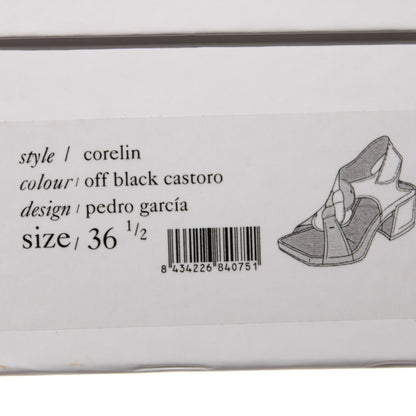 style / corelin
colour / off black castoro
design / pedro garcía
size / 36 1/2
8 434226 840751